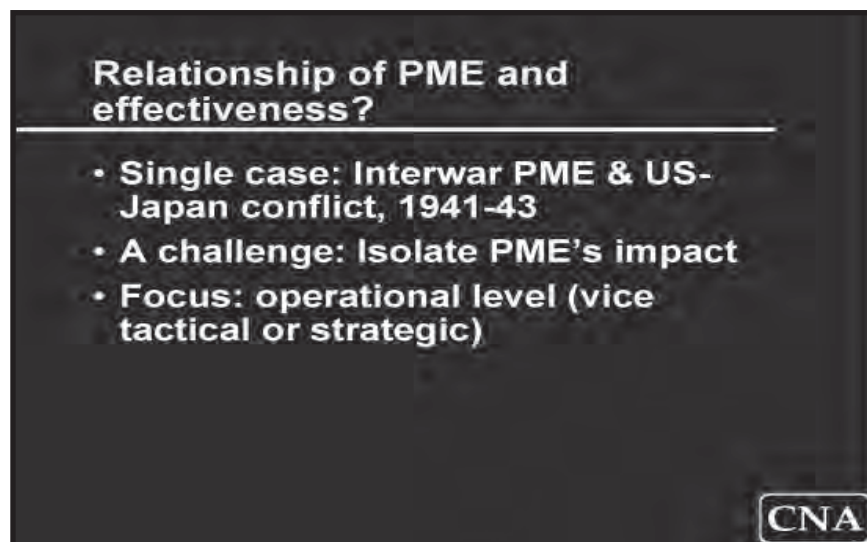 Relationship of PME and
effectiveness?
• Single case: Interwar PME & US-
Japan conflict, 1941-43
• A challenge: Isolate PME's impact
• Focus: operational level (vice
tactical or strategic)
CNA